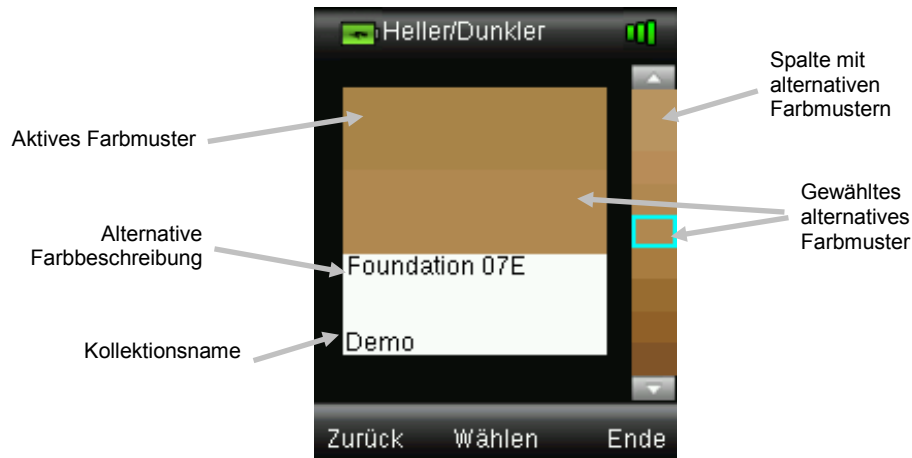 Heller/Dunkler
Spalte mit
alternativen
Farbmustern
Aktives Farbmuster
Gewähltes
alternatives
Farbmuster
Alternative
Farbbeschreibung
Foundation 07E
Kollektionsname
Demo
Zurück Wählen Ende